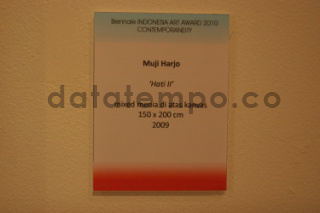 Biennale INDONESIA ART AWARD 2010
CONTEMPORANEITY
Muji Harjo
'Hati II'
mixed media di atas kanvas
150 x 200 cm
2009
datatempo.co